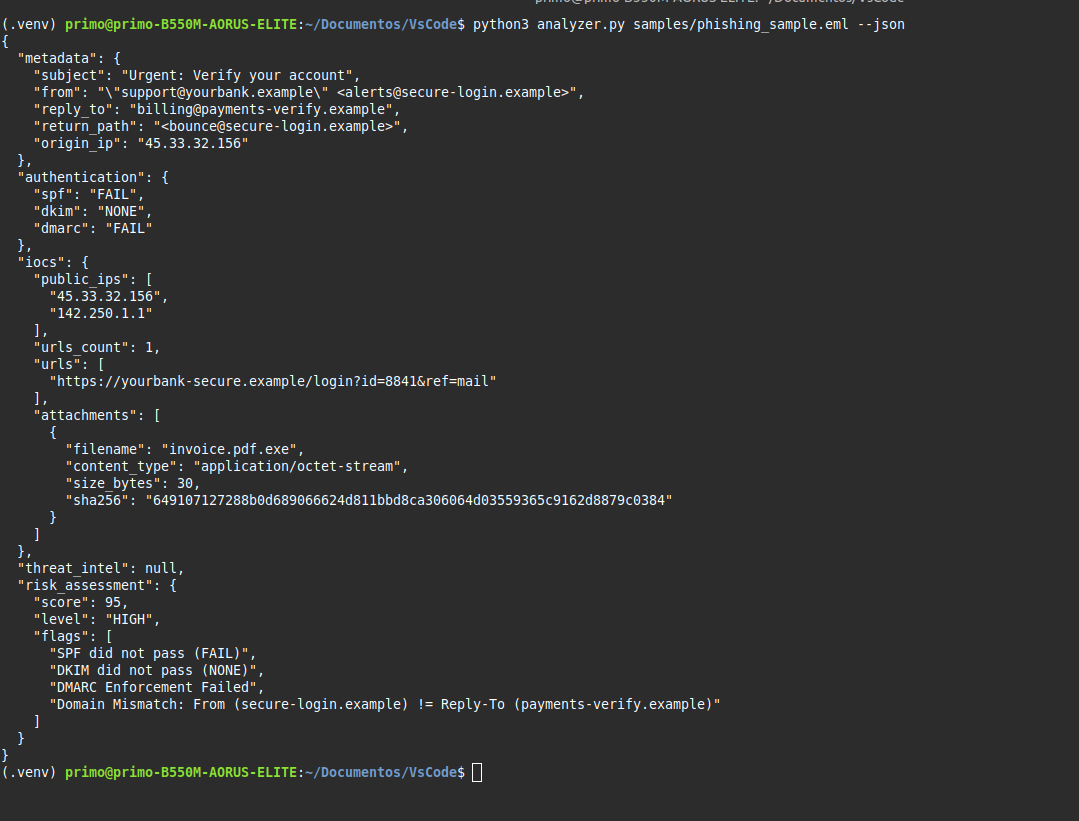 (.venv) primo@primo-B550M-AORUS-ELITE:~/Documentos/VsCode$ python3 analyzer.py samples/phishing_sample.eml --json
{
  "metadata": {
    "subject": "Urgent: Verify your account",
    "from": "\"support@yourbank.example\" <alerts@secure-login.example>",
    "reply_to": "billing@payments-verify.example",
    "return_path": "<bounce@secure-login.example>",
    "origin_ip": "45.33.32.156"
  },
  "authentication": {
    "spf": "FAIL",
    "dkim": "NONE",
    "dmarc": "FAIL"
  },
  "iocs": {
    "public_ips": [
      "45.33.32.156",
      "142.250.1.1"
    ],
    "urls_count": 1,
    "urls": [
      "https://yourbank-secure.example/login?id=8841&ref=mail"
    ],
    "attachments": [
      {
        "filename": "invoice.pdf.exe",
        "content_type": "application/octet-stream",
        "size_bytes": 30,
        "sha256": "649107127288b0d689066624d811bbd8ca306064d03559365c9162d8879c0384"
      }
    ]
  },
  "threat_intel": null,
  "risk_assessment": {
    "score": 95,
    "level": "HIGH",
    "flags": [
      "SPF did not pass (FAIL)",
      "DKIM did not pass (NONE)",
      "DMARC Enforcement Failed",
      "Domain Mismatch: From (secure-login.example) != Reply-To (payments-verify.example)"
    ]
  }
}
(.venv) primo@primo-B550M-AORUS-ELITE:~/Documentos/VsCode$